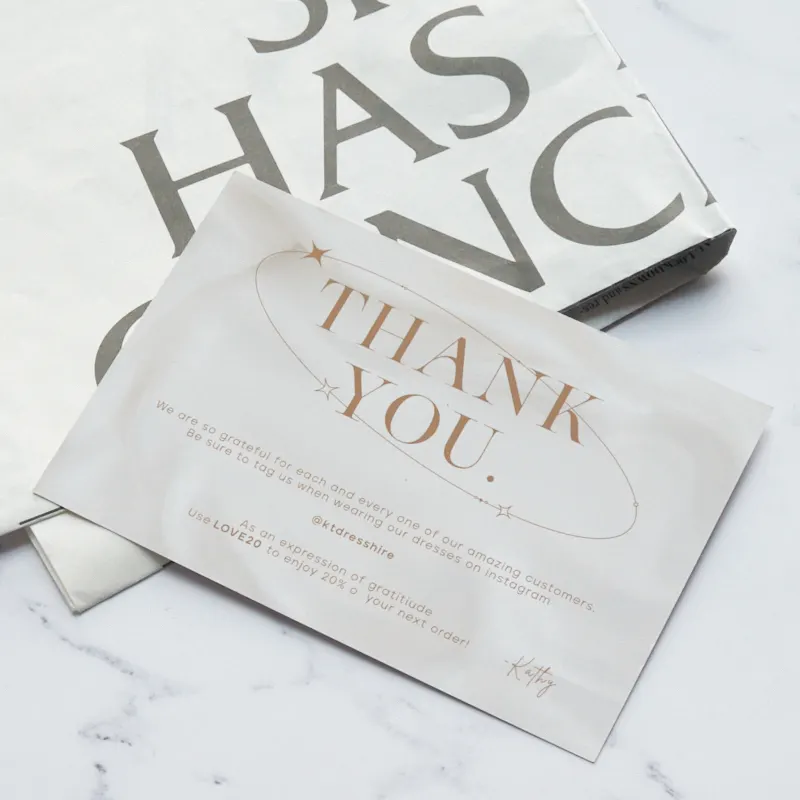 HAS
THANK
YOU.
We are so grateful for each and every one of our amazing customers.
Be sure to tag us when wearing our dresses on instagram
@ktdresshire
As an expression of gratitiude
Use LOVE20 to enjoy 20% o your next order!
-Kathy